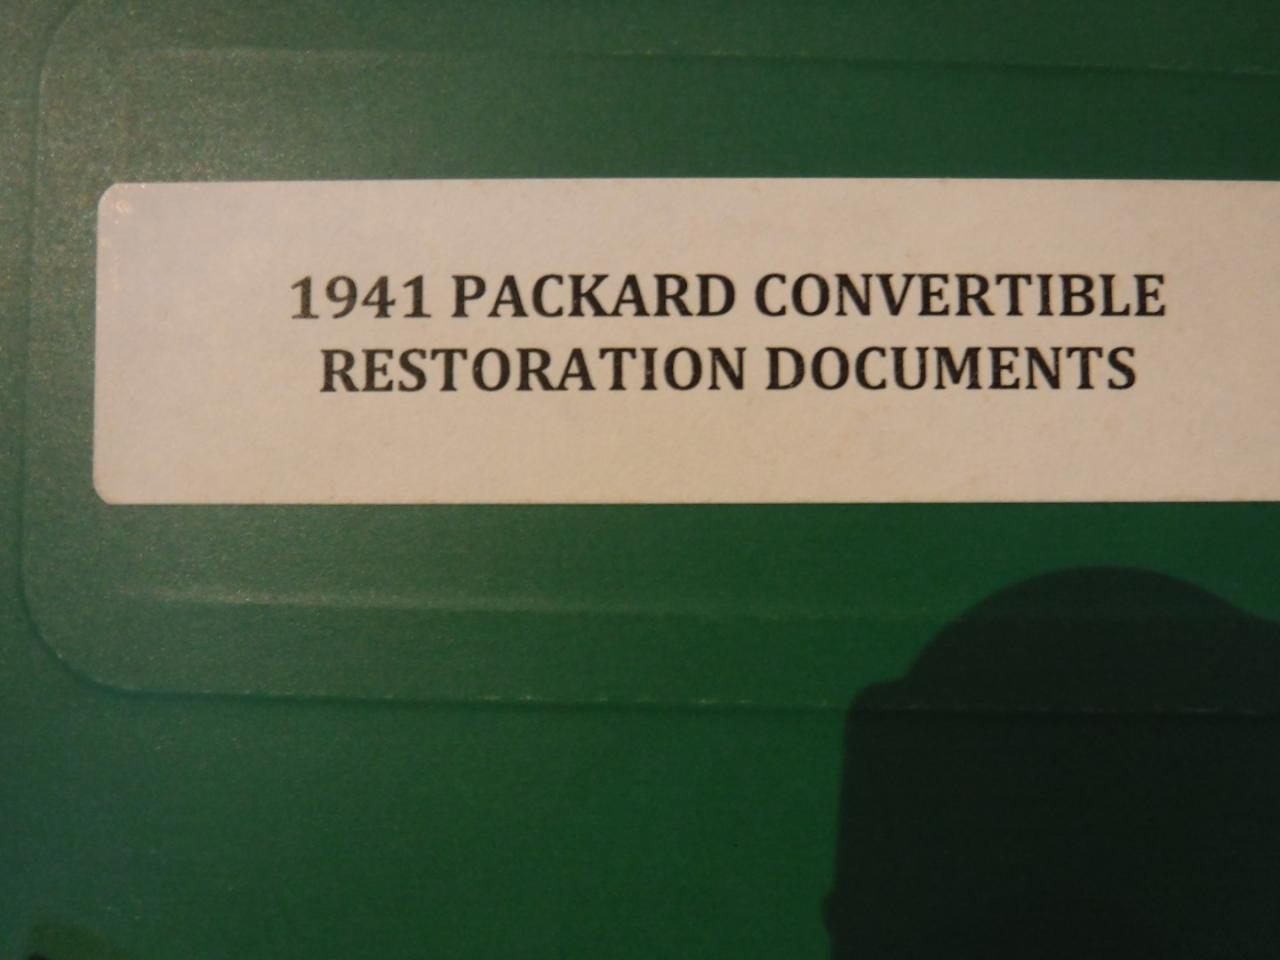 1941 PACKARD CONVERTIBLE
RESTORATION DOCUMENTS